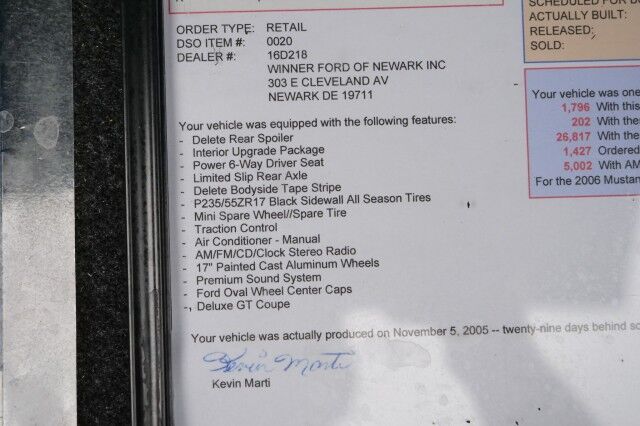 SCHEDULED FOR
ACTUALLY BUILT:
RELEASED:
SOLD:
ORDER TYPE: RETAIL
DSO ITEM #: 0020
DEALER #: 16D218
WINNER FORD OF NEWARK INC
303 E CLEVELAND AV
NEWARK DE 19711
Your vehicle was one
1,796 With this
202 With the
26,817 With the
1,427 Ordered
5,002 With
For the 2006 Mustan
Your vehicle was equipped with the following features:
- Delete Rear Spoiler
- Interior Upgrade Package
- Power 6-Way Driver Seat
- Limited Slip Rear Axle
- Delete Bodyside Tape Stripe
- P235/55ZR17 Black Sidewall All Season Tires
- Mini Spare Wheel//Spare Tire
- Traction Control
- Air Conditioner - Manual
- AM/FM/CD/Clock Stereo Radio
- 17" Painted Cast Aluminum Wheels
- Premium Sound System
- Ford Oval Wheel Center Caps
- Deluxe GT Coupe
Your vehicle was actually produced on November 5, 2005 -- twenty-nine days behind
Kevin Marti
Kevin Marti